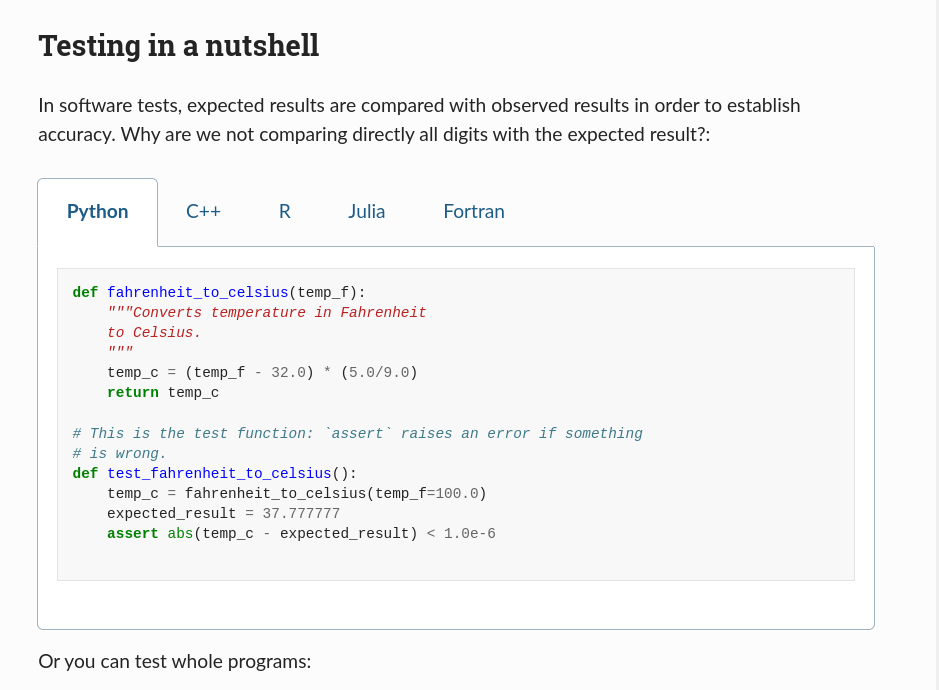 Testing in a nutshell
In software tests, expected results are compared with observed results in order to establish
accuracy. Why are we not comparing directly all digits with the expected result?:
Python C++ R Julia Fortran
def fahrenheit_to_celsius(temp_f):
    """Converts temperature in Fahrenheit
    to Celsius.
    """
    temp_c = (temp_f - 32.0) * (5.0/9.0)
    return temp_c
# This is the test function: `assert` raises an error if something
# is wrong.
def test_fahrenheit_to_celsius():
    temp_c = fahrenheit_to_celsius(temp_f=100.0)
    expected_result = 37.777777
    assert abs(temp_c - expected_result) < 1.0e-6
Or you can test whole programs: